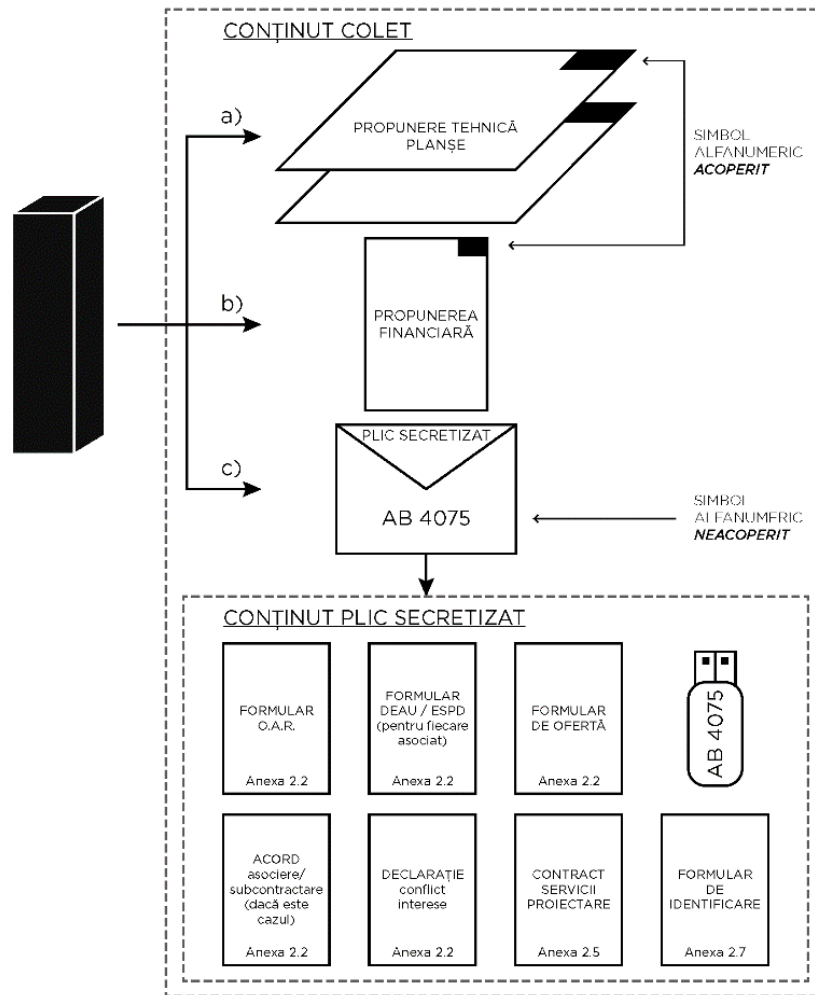 CONȚINUT COLET
a)
PROPUNERE TEHNICĂ
PLANȘE
SIMBOL
ALFANUMERIC
ACOPERIT
b)
PROPUNEREA
FINANCIARĂ
c)
PLIC SECRETIZAT
AB 4075
SIMBOL
ALFANUMERIC
NEACOPERIT
CONȚINUT PLIC SECRETIZAT
FORMULAR
O.A.R.
Anexa 2.2
FORMULAR
DEAU / ESPD
(pentru fiecare
asociat)
Anexa 2.2
FORMULAR
DE OFERTĂ
Anexa 2.2
AB 4075
ACORD
asociere/
subcontractare
(dacă este
cazul)
Anexa 2.2
DECLARAȚIE
conflict
interese
Anexa 2.2
CONTRACT
SERVICII
PROIECTARE
Anexa 2.5
FORMULAR
DE
IDENTIFICARE
Anexa 2.7